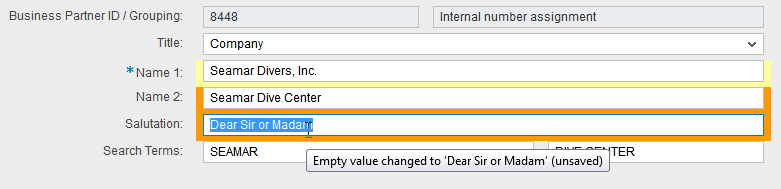 Business Partner ID / Grouping: 8448 Internal number assignment
Title: Company
* Name 1: Seamar Divers, Inc.
Name 2: Seamar Dive Center
Salutation: Dear Sir or Madam
Search Terms: SEAMAR CENTER
Empty value changed to 'Dear Sir or Madam' (unsaved)